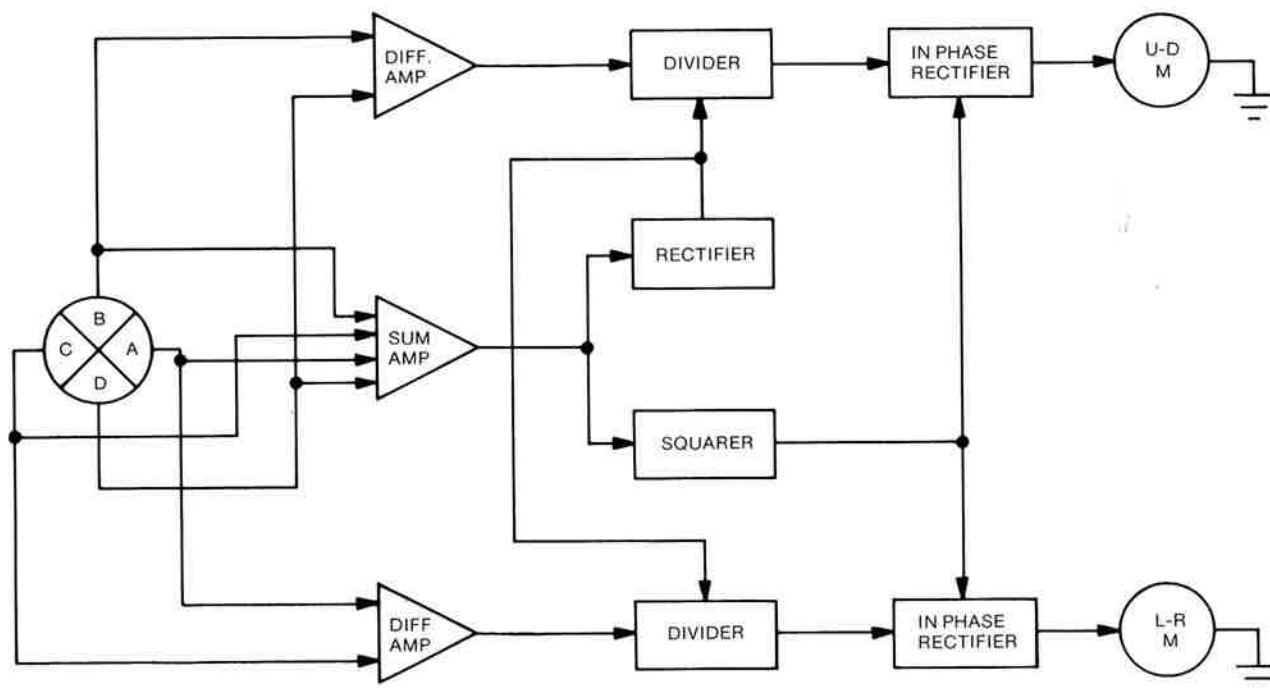 DIFF.
AMP
DIVIDER
IN PHASE
RECTIFIER
U-D
M
RECTIFIER
B
C
A
D
SUM
AMP
SQUARER
DIFF
AMP
DIVIDER
IN PHASE
RECTIFIER
L-R
M